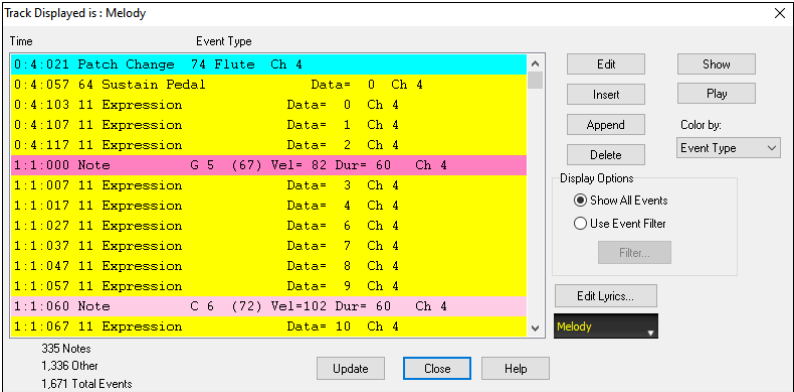 Track Displayed is : Melody
Time Event Type
0:4:021 Patch Change 74 Flute Ch 4
0:4:057 64 Sustain Pedal Data= 0 Ch 4
0:4:103 11 Expression Data= 0 Ch 4
0:4:107 11 Expression Data= 1 Ch 4
0:4:117 11 Expression Data= 2 Ch 4
1:1:000 Note G 5 (67) Vel= 82 Dur= 60 Ch 4
1:1:007 11 Expression Data= 3 Ch 4
1:1:017 11 Expression Data= 4 Ch 4
1:1:027 11 Expression Data= 6 Ch 4
1:1:037 11 Expression Data= 7 Ch 4
1:1:047 11 Expression Data= 8 Ch 4
1:1:057 11 Expression Data= 9 Ch 4
1:1:060 Note C 6 (72) Vel=102 Dur= 60 Ch 4
1:1:067 11 Expression Data= 10 Ch 4
335 Notes
1,336 Other
1,671 Total Events
Update Close Help
Edit Show
Insert Play
Append Color by:
Delete Event Type
Display Options
Show All Events
Use Event Filter
Filter...
Edit Lyrics...
Melody